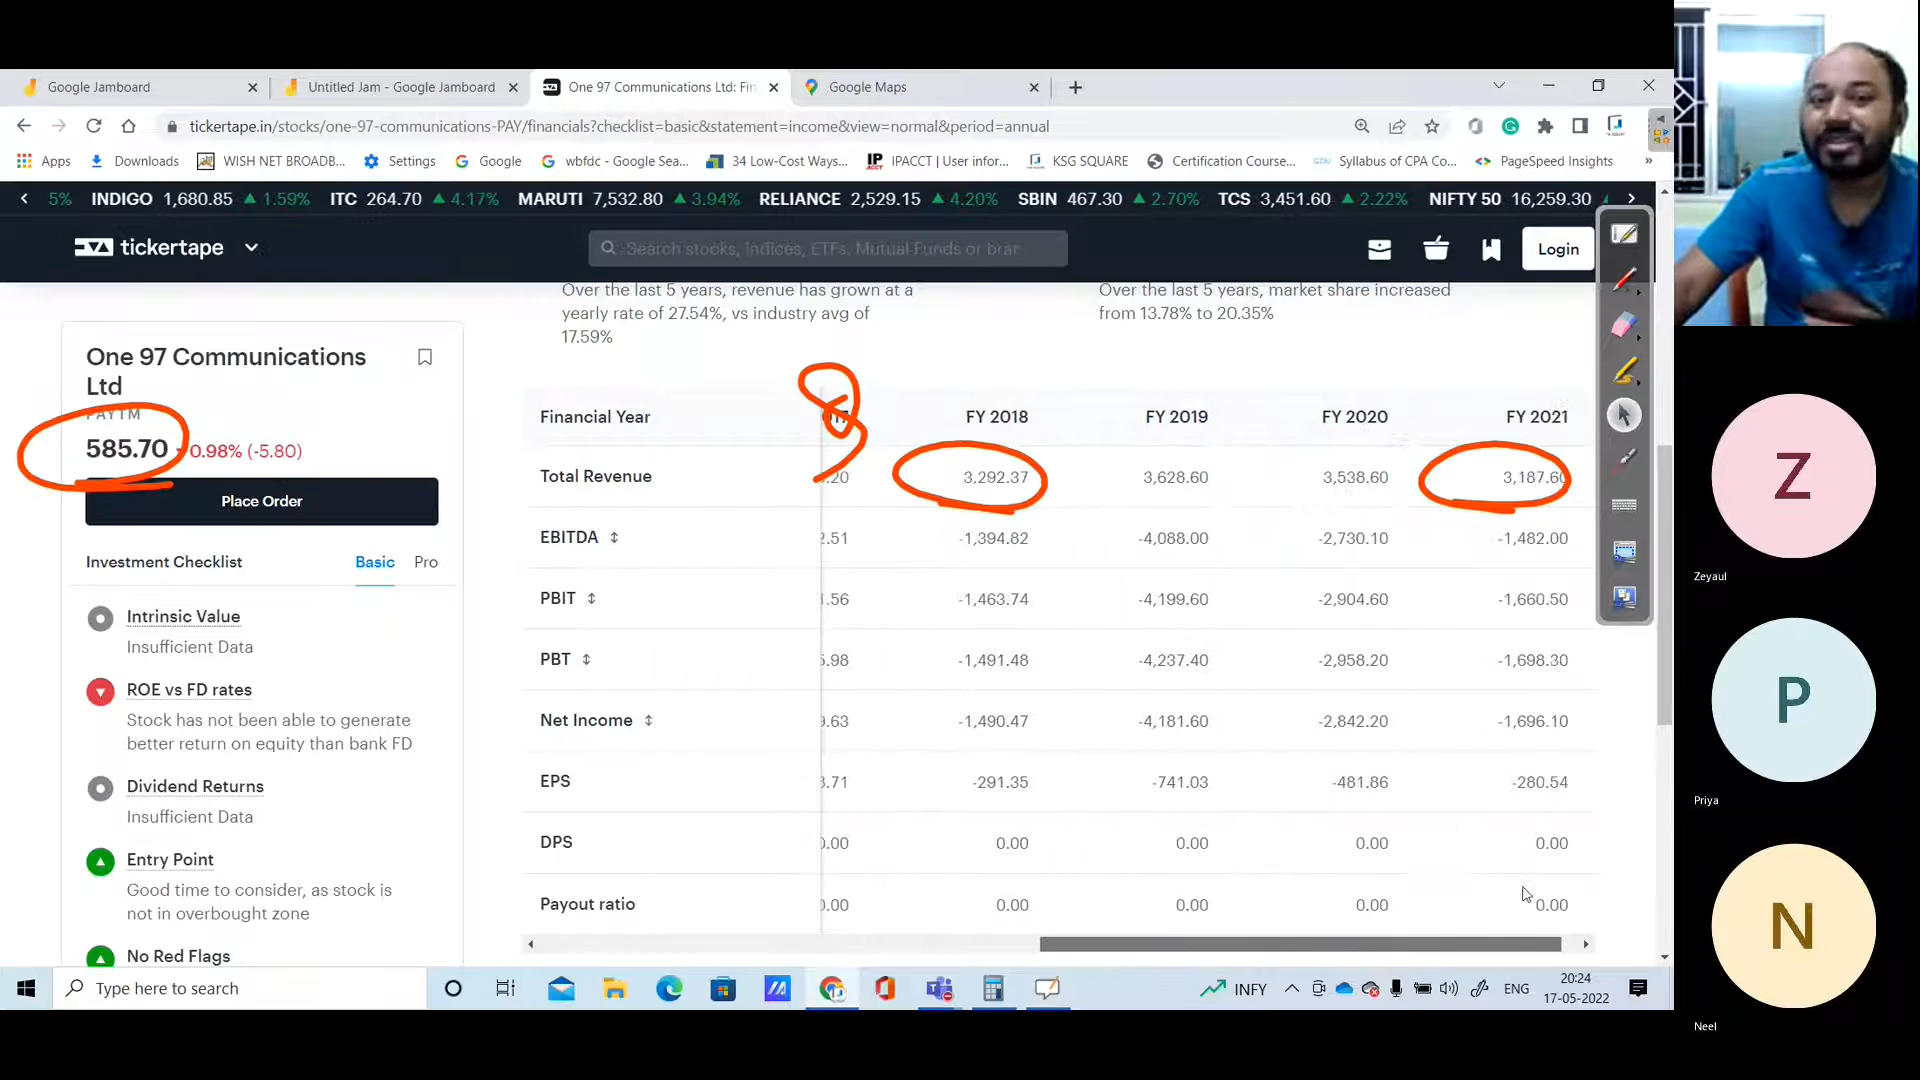 Google Jamboard
Untitled Jam - Google Jamboard
One 97 Communications Ltd: Fin
Google Maps
tickertape.in/stocks/one-97-communications-PAY/financials?checklist=basic&statement=income&view=normal&period=annual
Apps Downloads WISH NET BROADB... Settings Google wbfdc - Google Sea... 34 Low-Cost Ways... IPACCT | User infor... KSG SQUARE Certification Course... Syllabus of CPA Co... PageSpeed Insights »
5% INDIGO 1,680.85 ▲ 1.59% ITC 264.70 ▲ 4.17% MARUTI 7,532.80 ▲ 3.94% RELIANCE 2,529.15 ▲ 4.20% SBIN 467.30 ▲ 2.70% TCS 3,451.60 ▲ 2.22% NIFTY 50 16,259.30
tickertape
Search stocks, indices, ETFs, Mutual Funds or brar
Login
One 97 Communications
Ltd
PAYTM
585.70 0.98% (-5.80)
Place Order
Investment Checklist Basic Pro
Intrinsic Value
Insufficient Data
ROE vs FD rates
Stock has not been able to generate
better return on equity than bank FD
Dividend Returns
Insufficient Data
Entry Point
Good time to consider, as stock is
not in overbought zone
No Red Flags
Over the last 5 years, revenue has grown at a
yearly rate of 27.54%, vs industry avg of
17.59%
Over the last 5 years, market share increased
from 13.78% to 20.35%
Financial Year FY 2018 FY 2019 FY 2020 FY 2021
Total Revenue .20 3,292.37 3,628.60 3,538.60 3,187.60
EBITDA 2.51 -1,394.82 -4,088.00 -2,730.10 -1,482.00
PBIT .56 -1,463.74 -4,199.60 -2,904.60 -1,660.50
PBT .98 -1,491.48 -4,237.40 -2,958.20 -1,698.30
Net Income .63 -1,490.47 -4,181.60 -2,842.20 -1,696.10
EPS .71 -291.35 -741.03 -481.86 -280.54
DPS 0.00 0.00 0.00 0.00 0.00
Payout ratio 0.00 0.00 0.00 0.00 0.00
Type here to search
INFY
ENG
20:24
17-05-2022
Z
Zeyaul
P
Priya
N
Neel